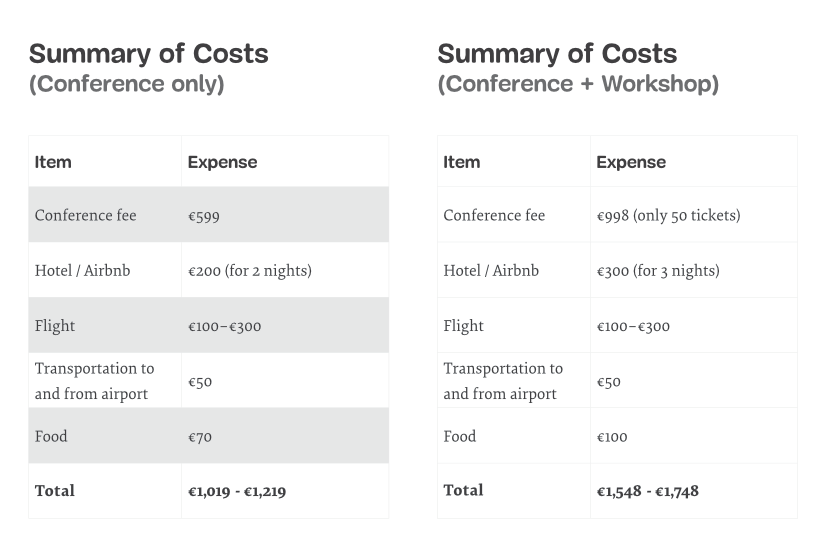 Summary of Costs
(Conference only)
Item Expense
Conference fee €599
Hotel / Airbnb €200 (for 2 nights)
Flight €100–€300
Transportation to
and from airport €50
Food €70
Total €1,019 - €1,219
Summary of Costs
(Conference + Workshop)
Item Expense
Conference fee €998 (only 50 tickets)
Hotel / Airbnb €300 (for 3 nights)
Flight €100–€300
Transportation to
and from airport €50
Food €100
Total €1,548 - €1,748